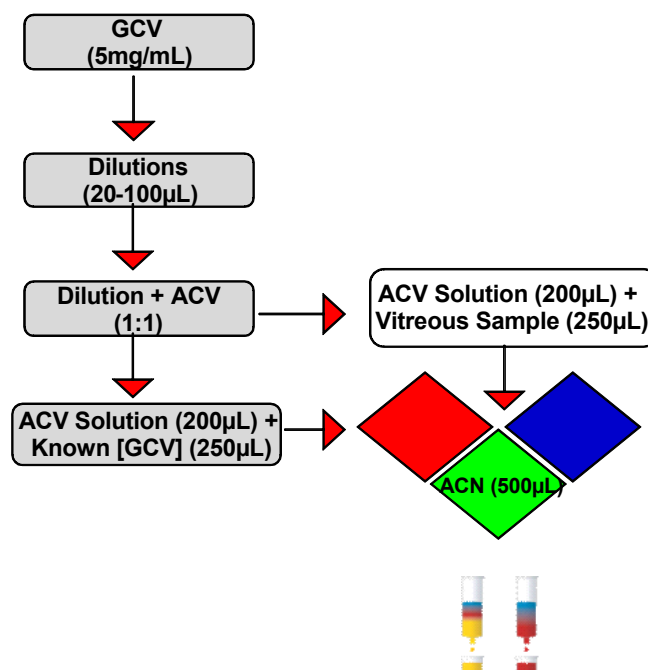 GCV
(5mg/mL)
Dilutions
(20-100µL)
Dilution + ACV
(1:1)
ACV Solution (200µL) +
Vitreous Sample (250µL)
ACV Solution (200µL) +
Known [GCV] (250µL)
ACN (500µL)